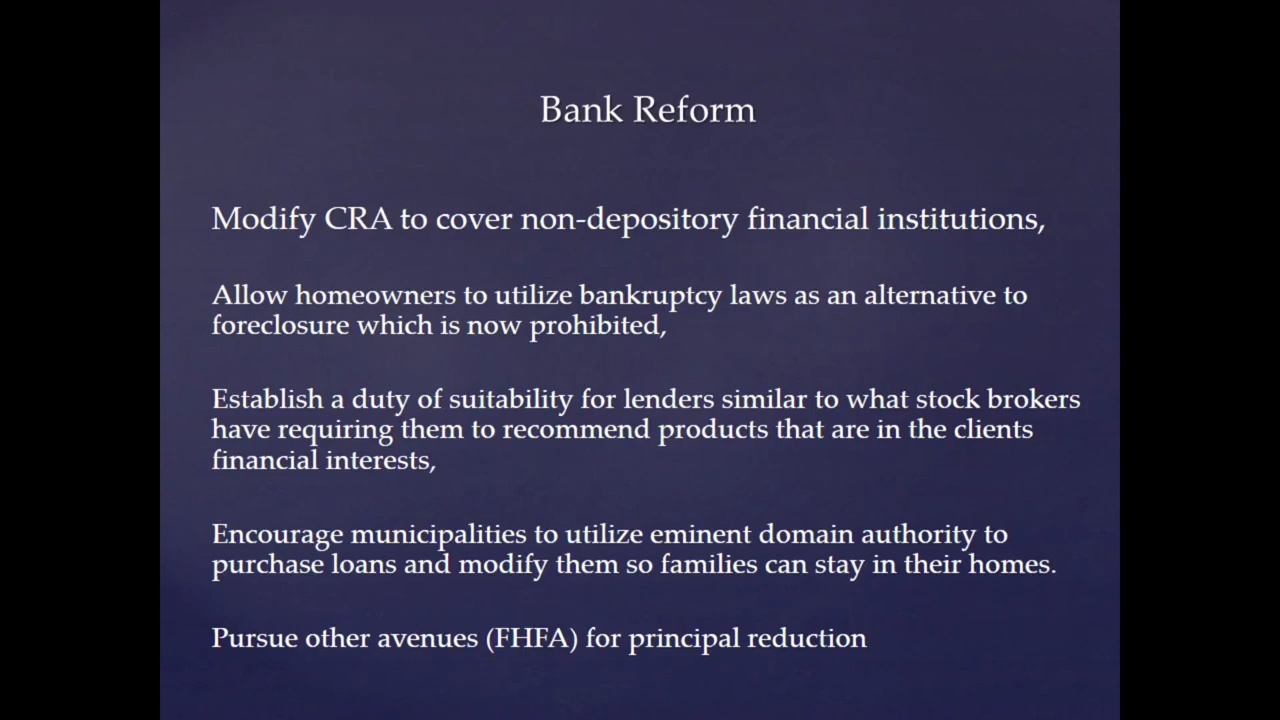 Bank Reform
Modify CRA to cover non-depository financial institutions,
Allow homeowners to utilize bankruptcy laws as an alternative to
foreclosure which is now prohibited,
Establish a duty of suitability for lenders similar to what stock brokers
have requiring them to recommend products that are in the clients
financial interests,
Encourage municipalities to utilize eminent domain authority to
purchase loans and modify them so families can stay in their homes.
Pursue other avenues (FHFA) for principal reduction